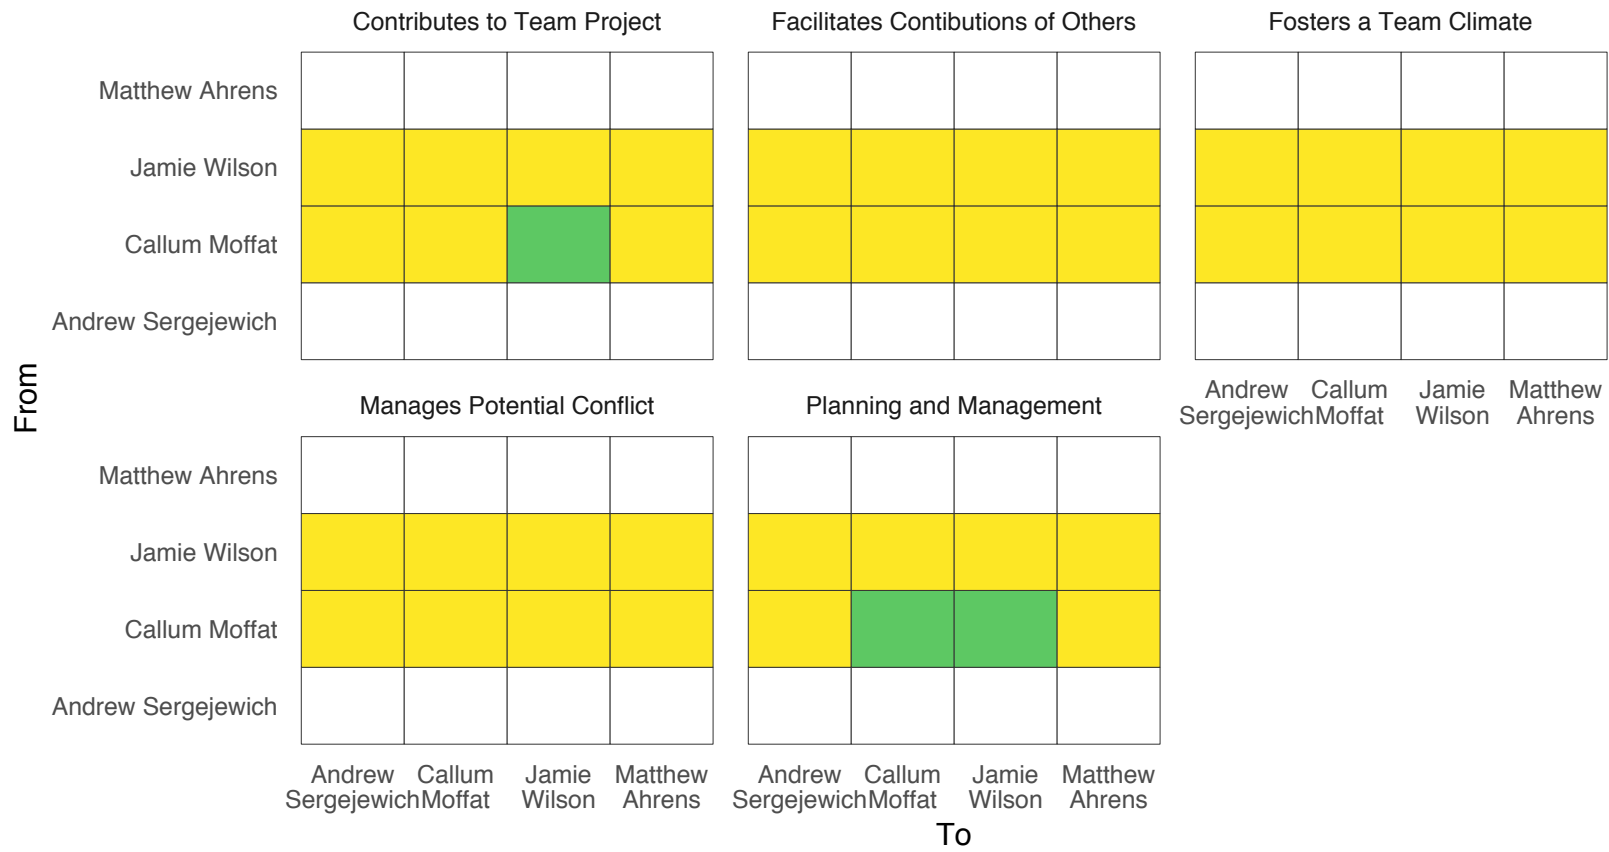 Contributes to Team Project
Facilitates Contibutions of Others
Fosters a Team Climate
Matthew Ahrens
Jamie Wilson
Callum Moffat
Andrew Sergejewich
Andrew Sergejewich
Callum Moffat
Jamie Wilson
Matthew Ahrens
From
Manages Potential Conflict
Planning and Management
Matthew Ahrens
Jamie Wilson
Callum Moffat
Andrew Sergejewich
Andrew Sergejewich
Callum Moffat
Jamie Wilson
Matthew Ahrens
Andrew Sergejewich
Callum Moffat
Jamie Wilson
Matthew Ahrens
To